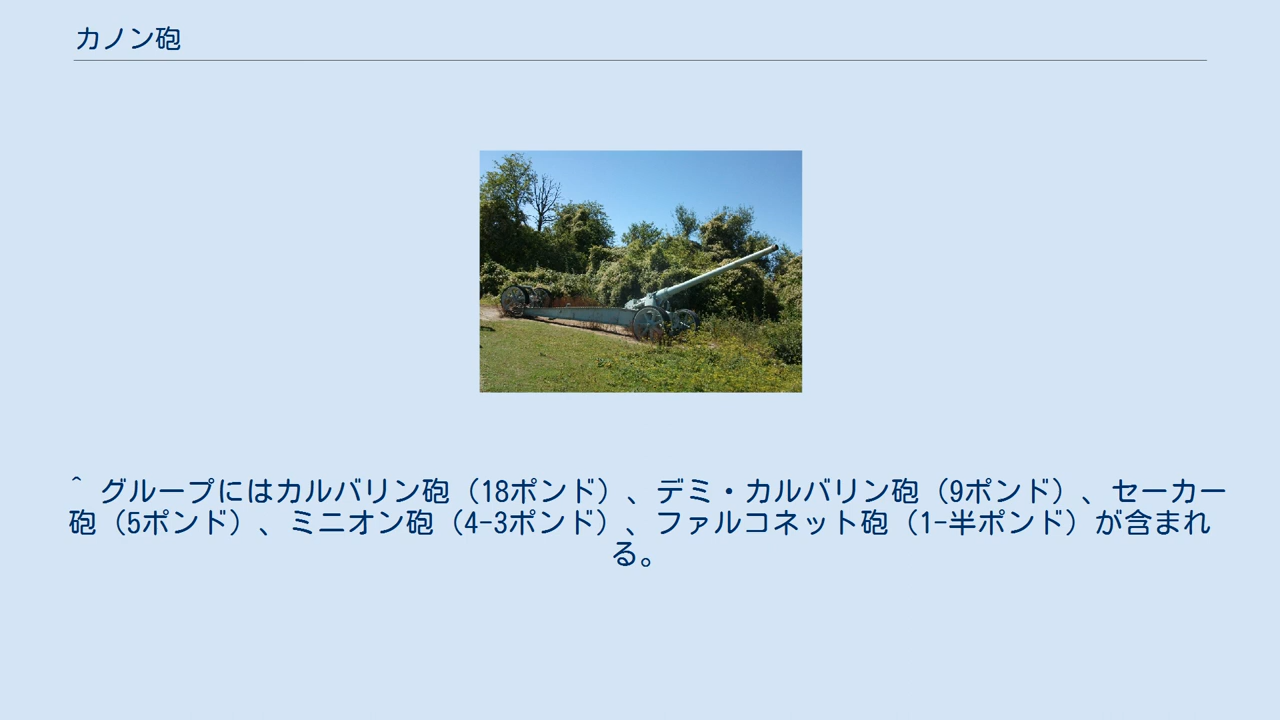 カノン砲
^ グループにはカルバリン砲（18ポンド）、デミ・カルバリン砲（9ポンド）、セーカー
砲（5ポンド）、ミニオン砲（4-3ポンド）、ファルコネット砲（1-半ポンド）が含まれ
る。